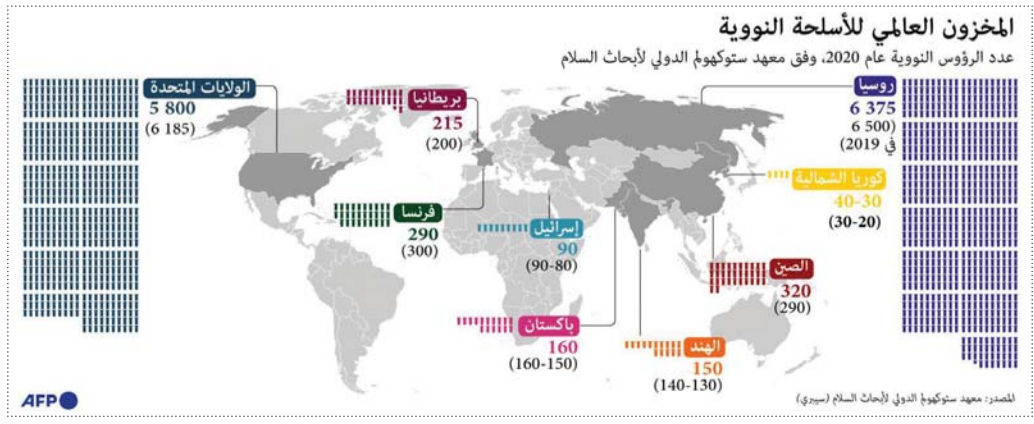 المخزون العالمي للأسلحة النووية
عدد الرؤوس النووية عام 2020، وفق معهد ستوكهولم الدولي لأبحاث السلام
روسيا
6 375
(6 500
في 2019)
كوريا الشمالية
40-30
(30-20)
الصين
320
(290)
الهند
150
(140-130)
باكستان
160
(160-150)
إسرائيل
90
(90-80)
بريطانيا
215
(200)
فرنسا
290
(300)
الولايات المتحدة
5 800
(6 185)
المصدر: معهد ستوكهولم الدولي لأبحاث السلام (سيبري)
AFP